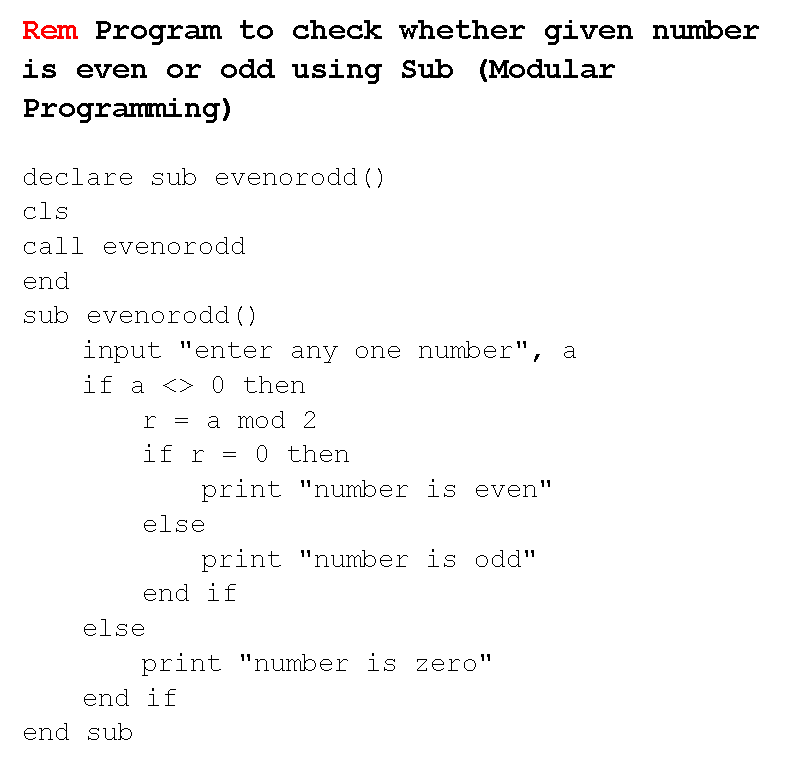 Rem Program to check whether given number
is even or odd using Sub (Modular
Programming)
declare sub evenorodd()
cls
call evenorodd
end
sub evenorodd()
input "enter any one number", a
if a <> 0 then
r = a mod 2
if r = 0 then
print "number is even"
else
print "number is odd"
end if
else
print "number is zero"
end if
end sub